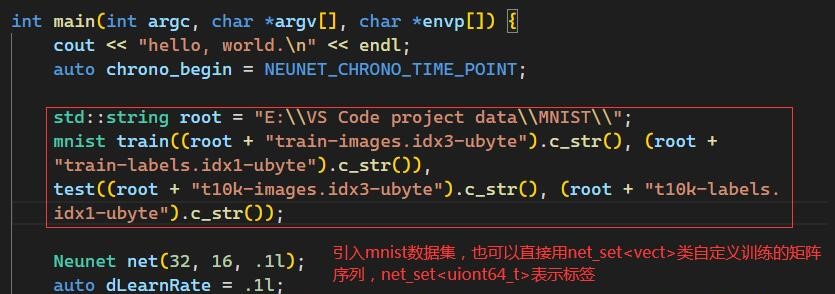 int main(int argc, char *argv[], char *envp[]) {
cout << "hello, world.\n" << endl;
auto chrono_begin = NEUNET_CHRONO_TIME_POINT;
std::string root = "E:\\VS Code project data\\MNIST\\";
mnist train((root + "train-images.idx3-ubyte").c_str(), (root +
"train-labels.idx1-ubyte").c_str()),
test((root + "t10k-images.idx3-ubyte").c_str(), (root + "t10k-labels.
idx1-ubyte").c_str());
Neunet net(32, 16, .1l);
引入mnist数据集，也可以直接用net_set<vect>类自定义训练的矩阵
序列，net_set<uiont64_t>表示标签
auto dLearnRate = .1l;